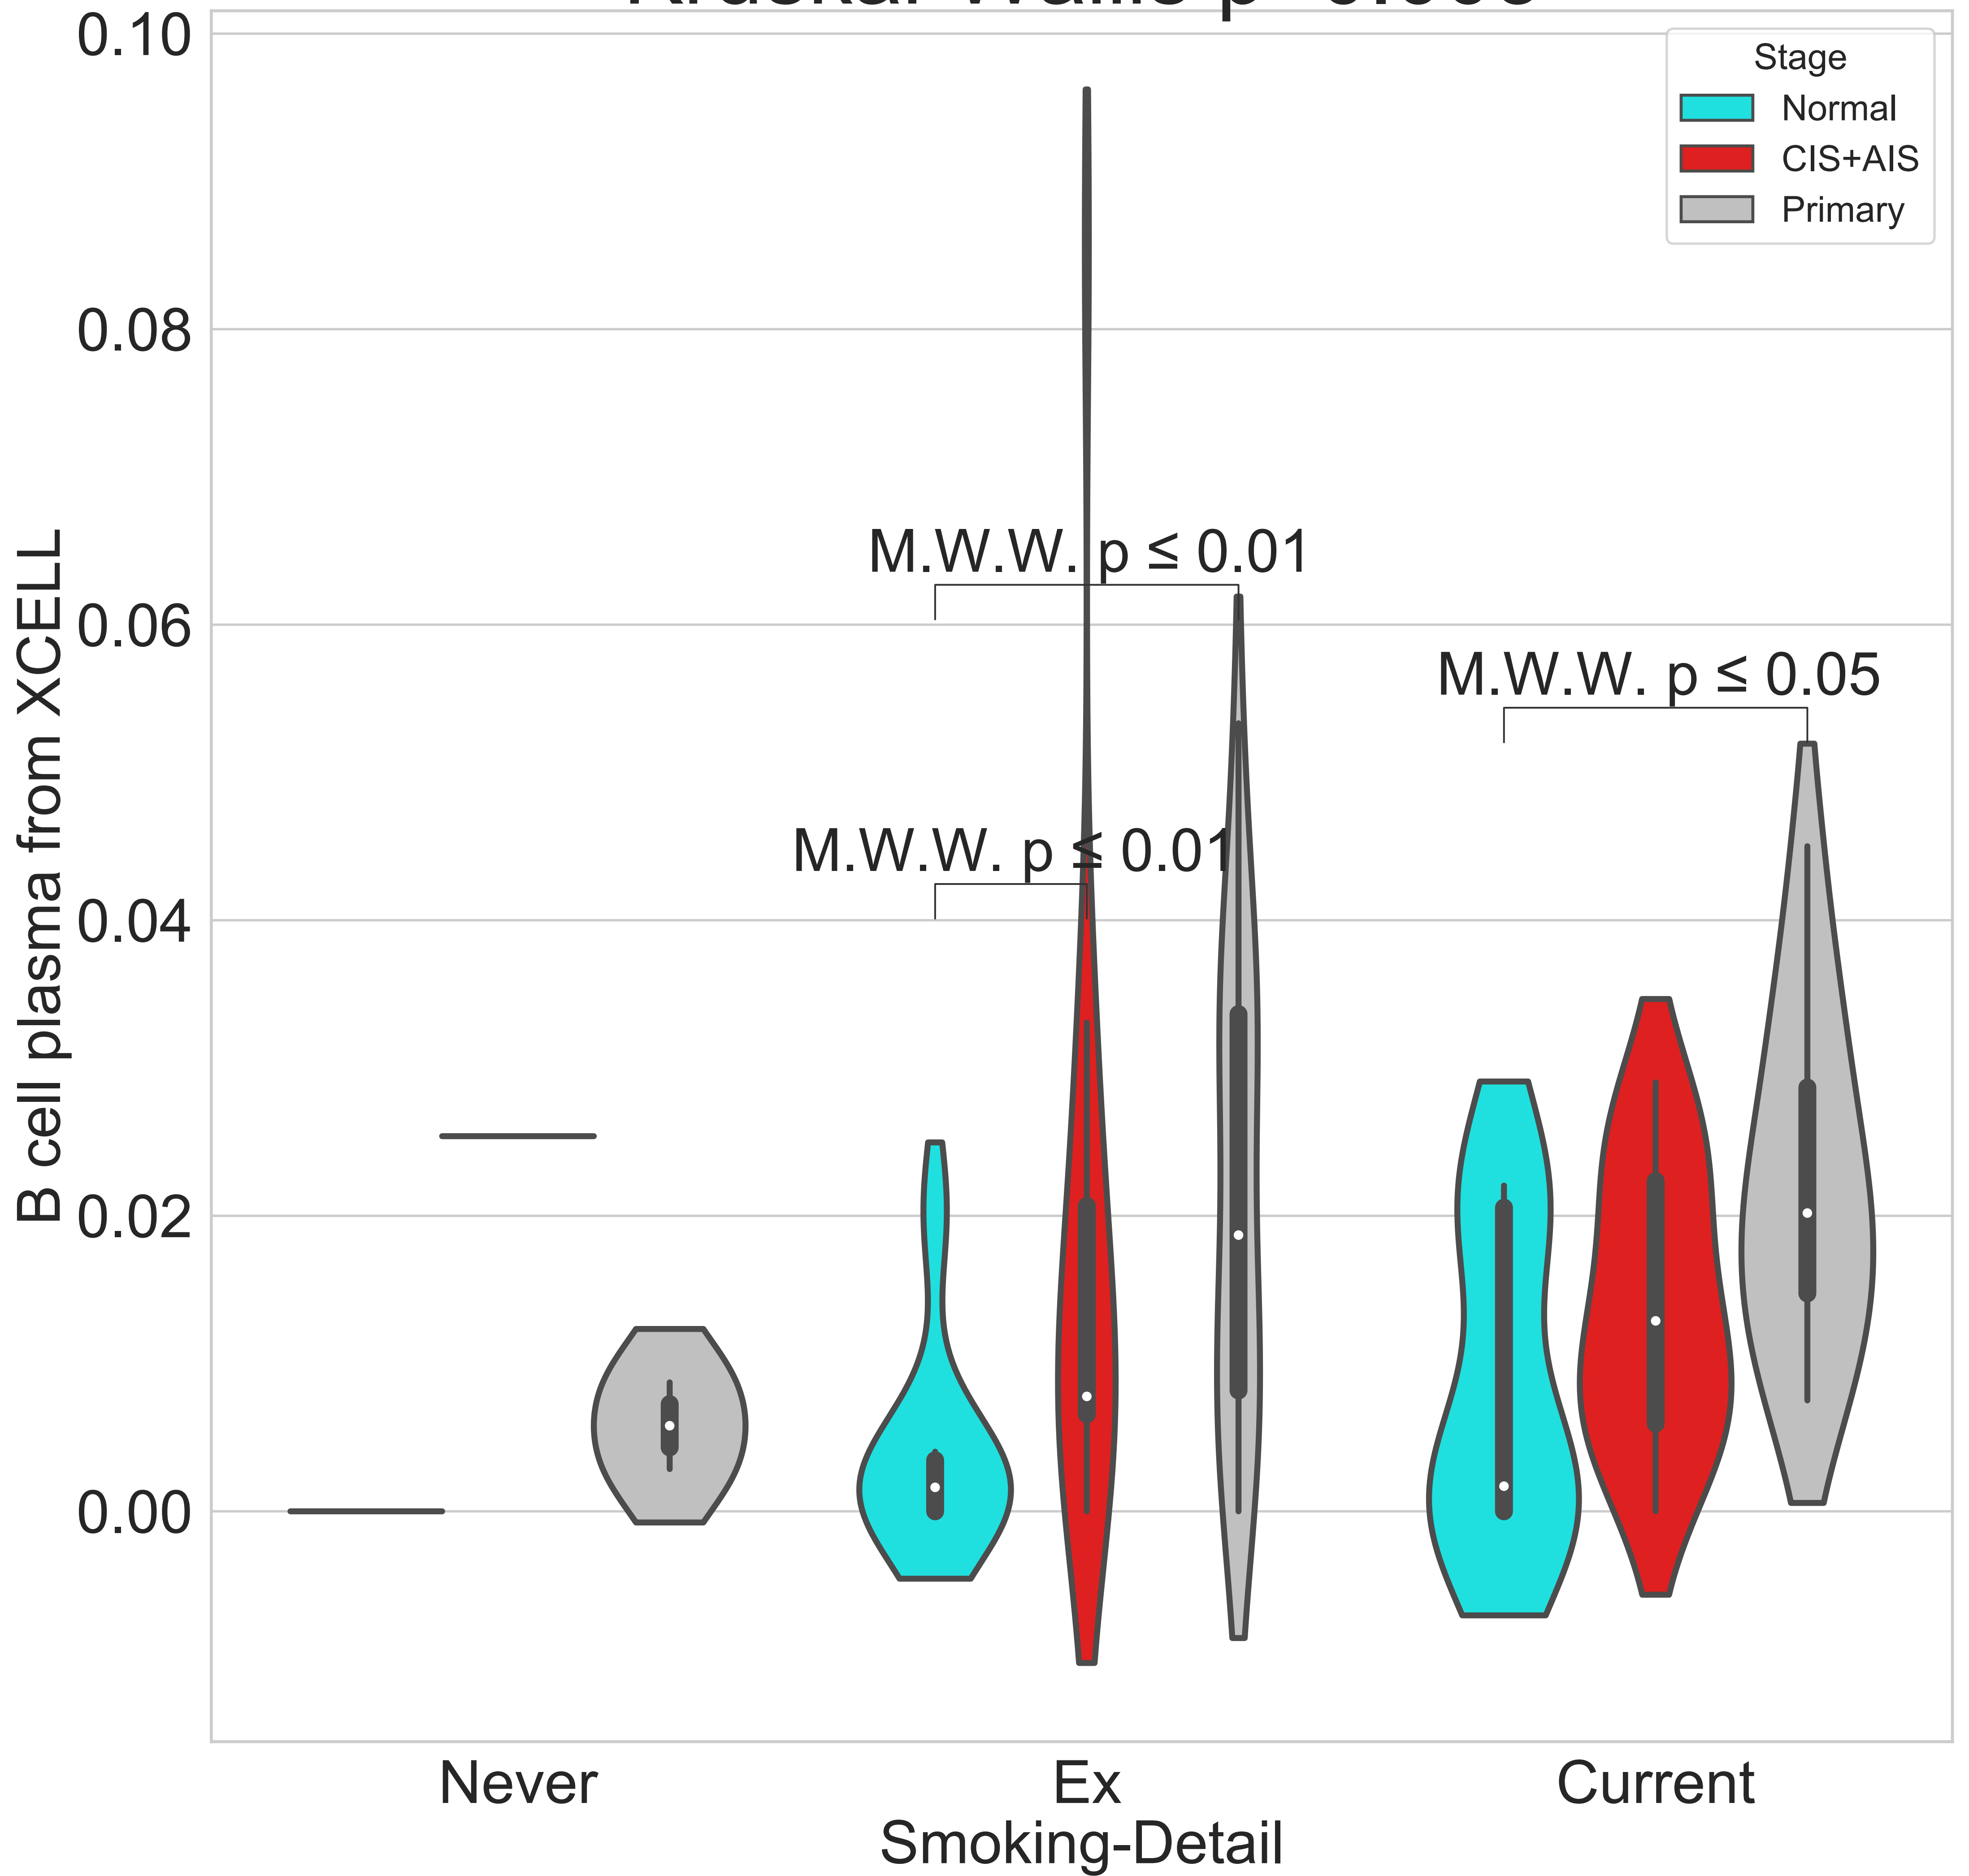 0.10
0.08
0.06
0.04
0.02
0.00
B cell plasma from XCELL
Stage
Normal
CIS+AIS
Primary
M.W.W. p ≤ 0.01
M.W.W. p ≤ 0.05
M.W.W. p ≤ 0.01
Never
Ex
Current
Smoking-Detail